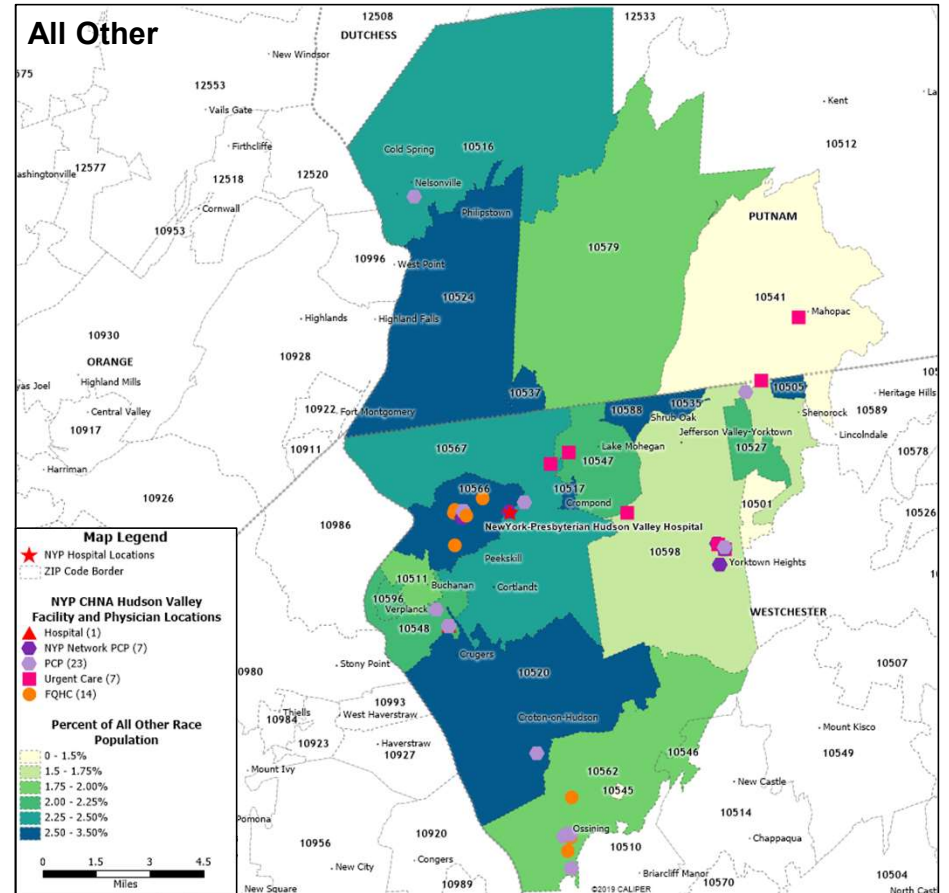 All Other
12508
DUTCHESS
12533
New Windsor
12553
Vails Gate
Kent
Firthcliffe
Cold Spring
10516
10512
12577
12518
12520
Nelsonville
Cornwall
Philipstown
PUTNAM
10953
10579
10996
West Point
10524
10541
Mahopac
Highlands
Highland Falls
10930
ORANGE
10928
Highland Mills
10537
10505
10588
10535
Heritage Hills
Central Valley
10922
Fort Montgomery
Shrub Oak
Shenorock
10589
10917
Jefferson Valley-Yorktown
Lincolndale
10911
10567
Lake Mohegan
10547
10527
10578
Harriman
10566
10517
10926
Crompond
10501
10526
10986
NewYork-Presbyterian Hudson Valley Hospital
Peekskill
10598
Yorktown Heights
10511
Buchanan
Cortlandt
10596
Verplanck
WESTCHESTER
10548
Stony Point
Crugers
10507
10980
10520
10993
Thiells
West Haverstraw
10984
Croton-on-Hudson
Mount Kisco
10923
Haverstraw
10546
10549
10927
Mount Ivy
10562
New Castle
10545
10514
Pomona
10920
Ossining
10956
10510
Chappaqua
New City
Congers
Briarcliff Manor
10504
10989
10570
New Square
©2019 CALIPER
North Cast
Map Legend
NYP Hospital Locations
ZIP Code Border
NYP CHNA Hudson Valley
Facility and Physician Locations
Hospital (1)
NYP Network PCP (7)
PCP (23)
Urgent Care (7)
FQHC (14)
Percent of All Other Race
Population
0 - 1.5%
1.5 - 1.75%
1.75 - 2.00%
2.00 - 2.25%
2.25 - 2.50%
2.50 - 3.50%
0 1.5 3 4.5
Miles